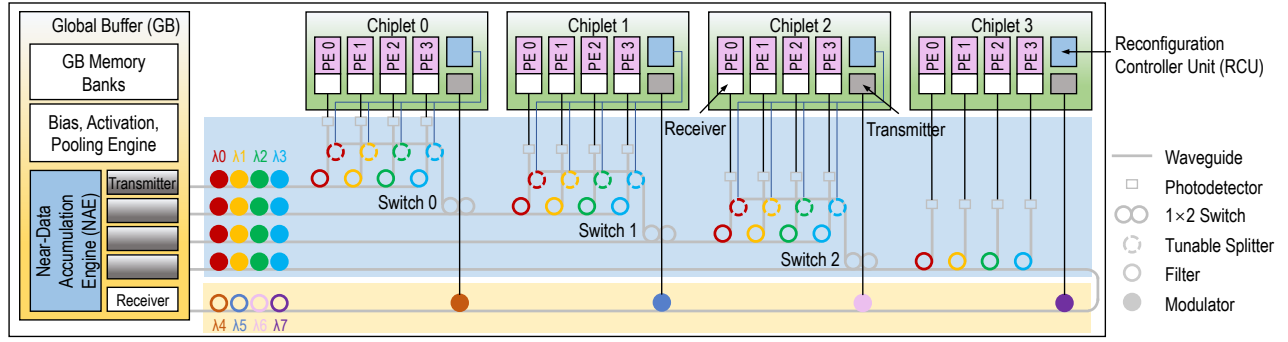 Global Buffer (GB)
GB Memory
Banks
Bias, Activation,
Pooling Engine
Near-Data
Accumulation
Engine (NAE)
Transmitter
Receiver
λ0 λ1 λ2 λ3
λ4 λ5 λ6 λ7
Chiplet 0
PE 0
PE 1
PE 2
PE 3
Chiplet 1
PE 0
PE 1
PE 2
PE 3
Chiplet 2
PE 0
PE 1
PE 2
PE 3
Chiplet 3
PE 0
PE 1
PE 2
PE 3
Receiver
Transmitter
Switch 0
Switch 1
Switch 2
Reconfiguration
Controller Unit (RCU)
Waveguide
Photodetector
1×2 Switch
Tunable Splitter
Filter
Modulator